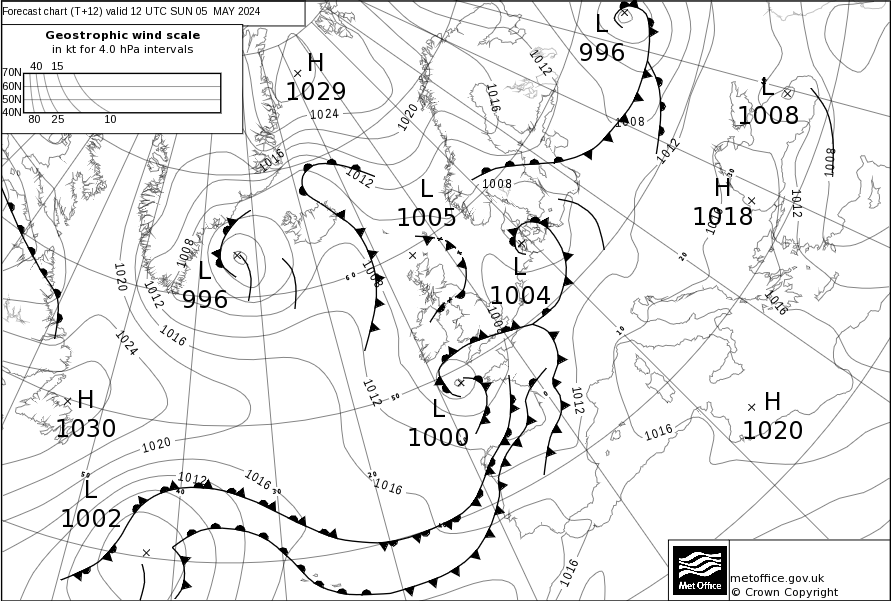 Forecast chart (T+12) valid 12 UTC SUN 05 MAY 2024
Geostrophic wind scale
in kt for 4.0 hPa intervals
40 15
70N
60N
50N
40N
80 25 10
H
1029
L
996
L
1008
H
1018
L
1005
L
1004
L
996
H
1030
L
1000
H
1020
L
1002
1024
1016
1020
1012
1012
1016
1008
1008
1012
1008
1012
1016
1008
1020
1012
1016
1024
1008
1012
1012
1016
1020
1012
1016
1016
1016
60
50
50
40
30
20
20
10
0
30
Met Office
metoffice.gov.uk
© Crown Copyright